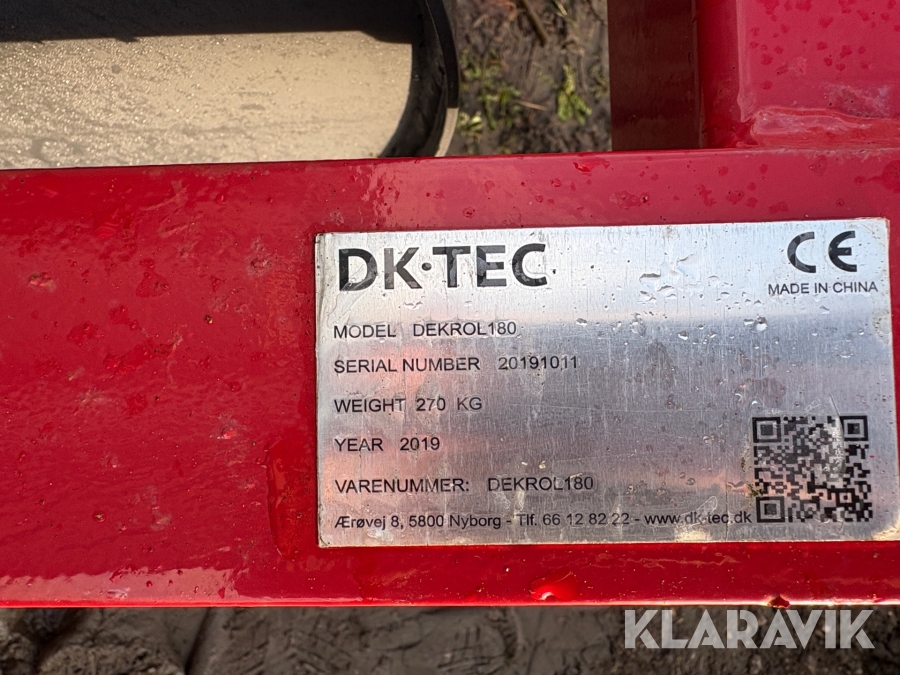 DK·TEC
CE
MADE IN CHINA
MODEL DEKROL180
SERIAL NUMBER 20191011
WEIGHT 270 KG
YEAR 2019
VARENUMMER: DEKROL180
Ærøvej 8, 5800 Nyborg - Tlf. 66 12 82 22 - www.dk-tec.dk
KLARAVIK